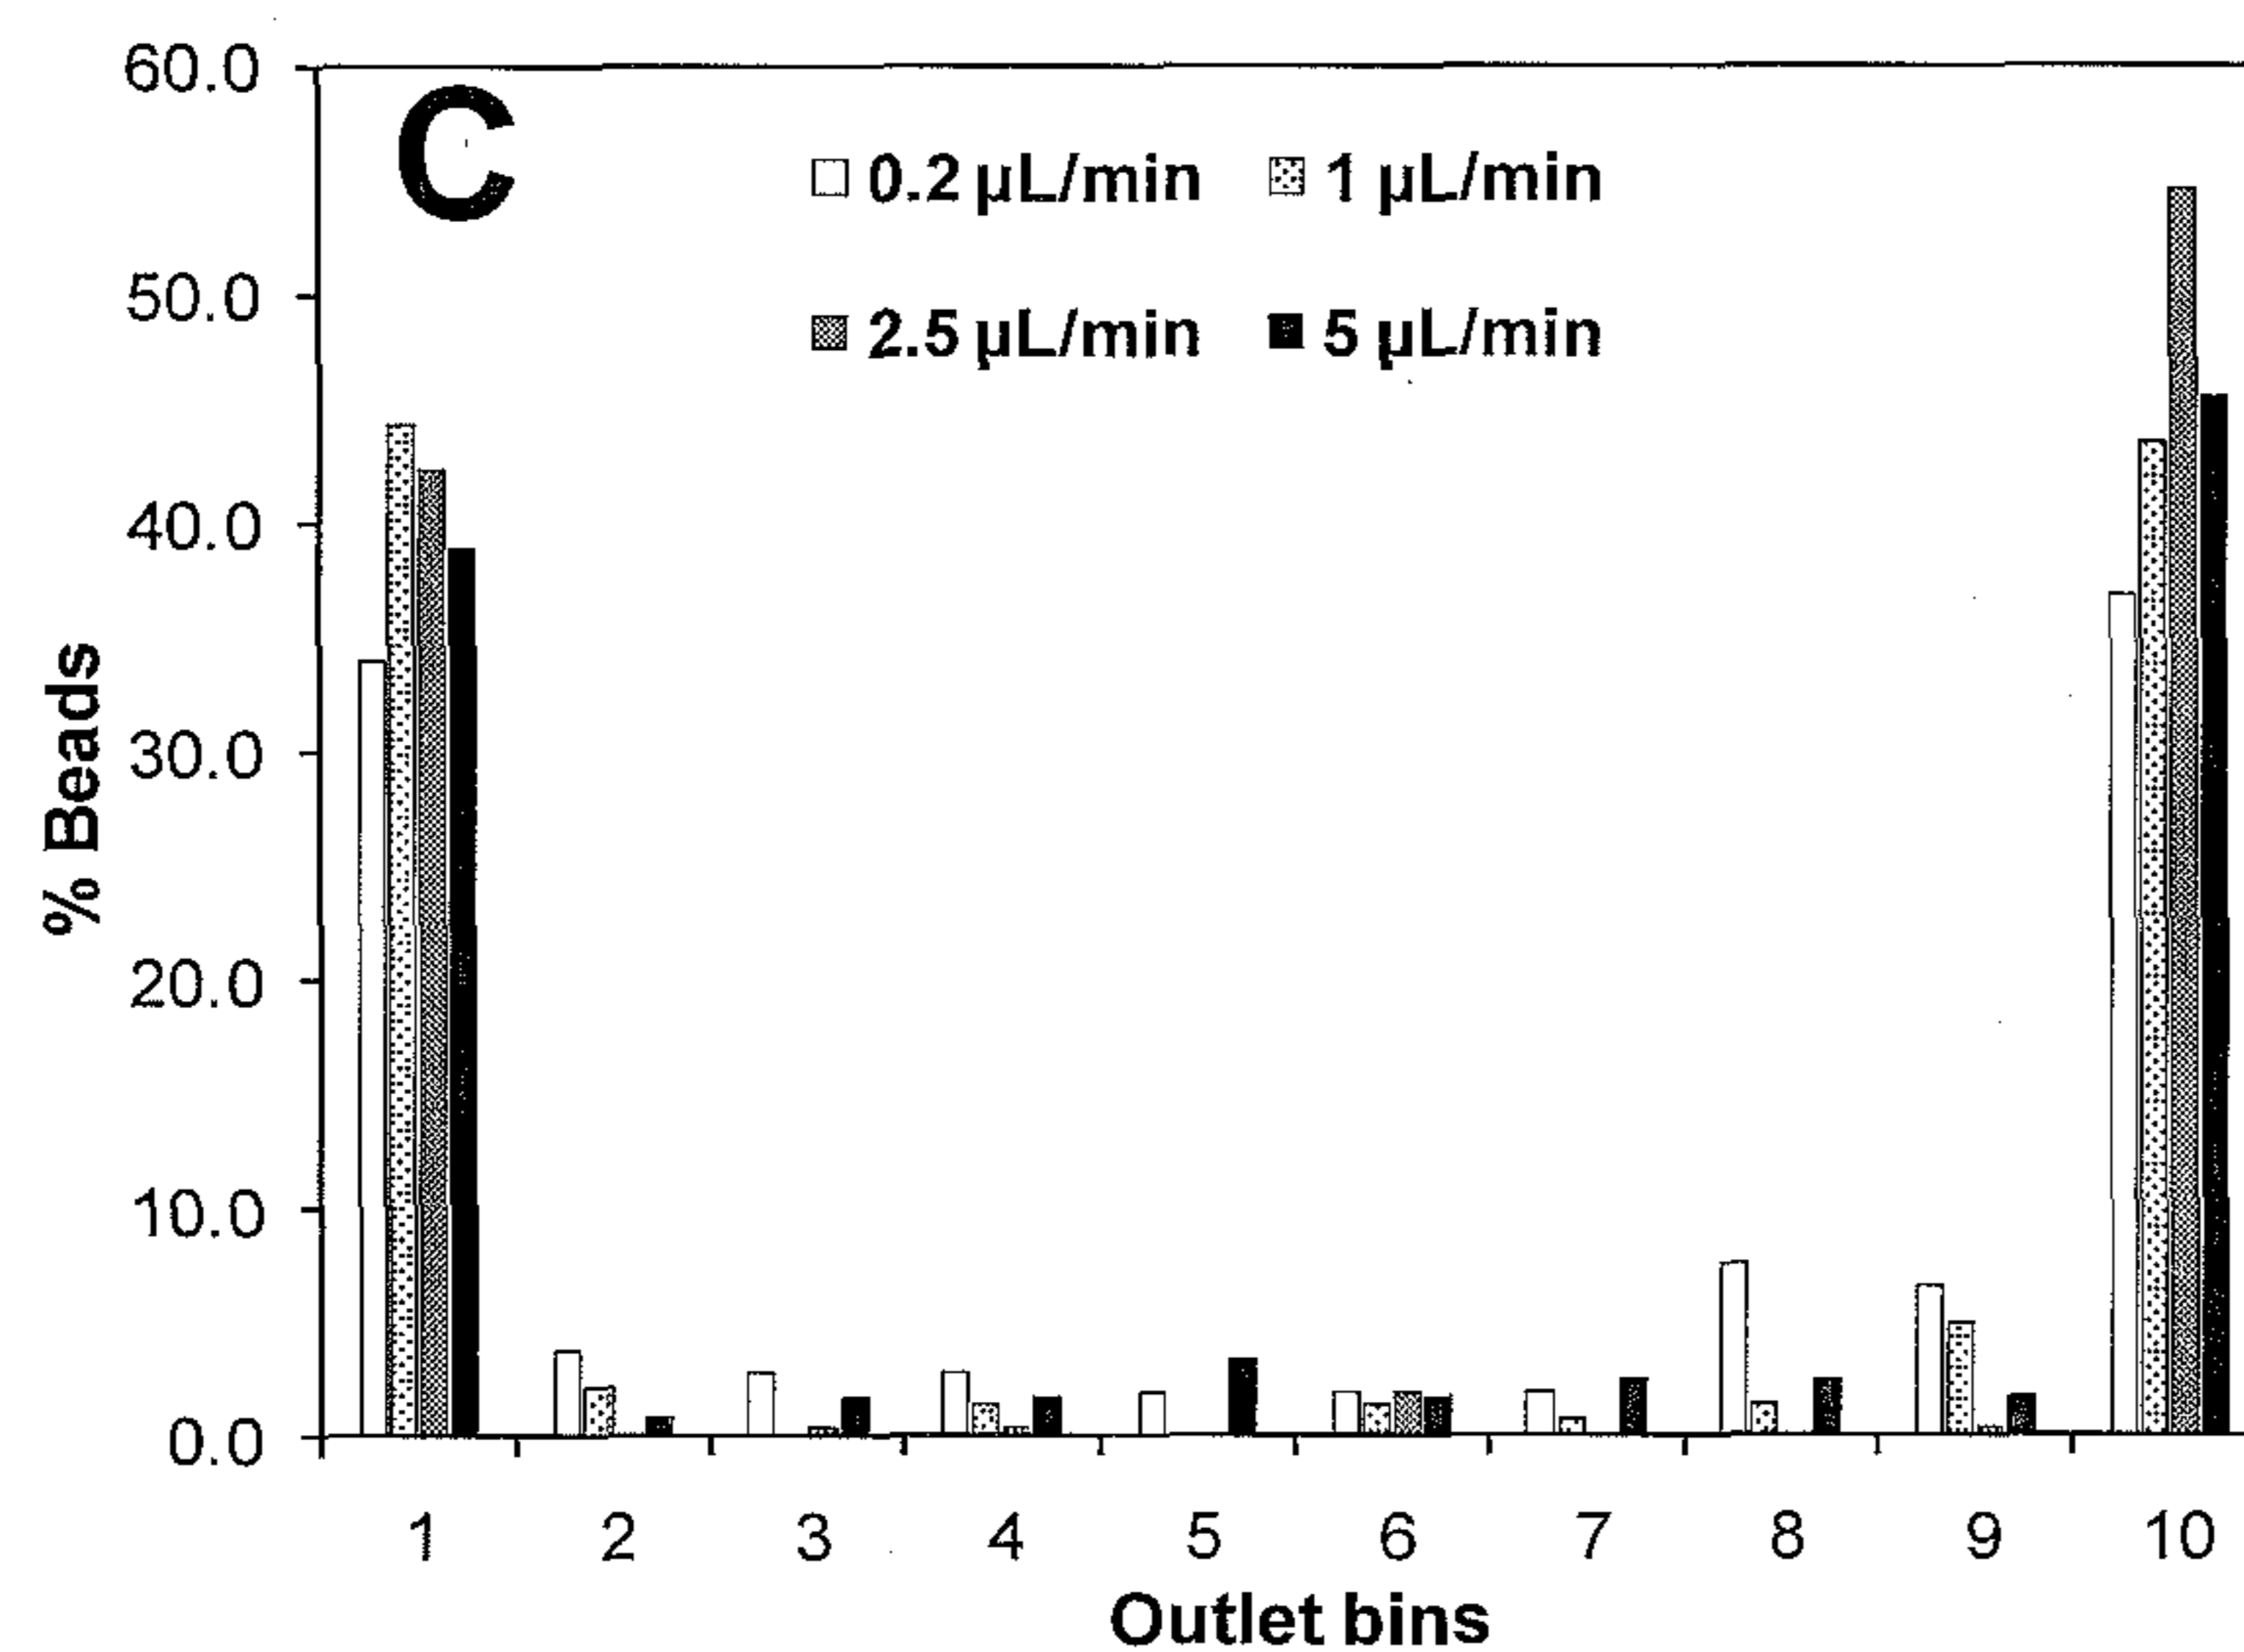 60.0
C
0.2 µL/min 1 µL/min
50.0
2.5 µL/min 5 µL/min
40.0
30.0
% Beads
20.0
10.0
0.0
1 2 3 4 5 6 7 8 9 10
Outlet bins